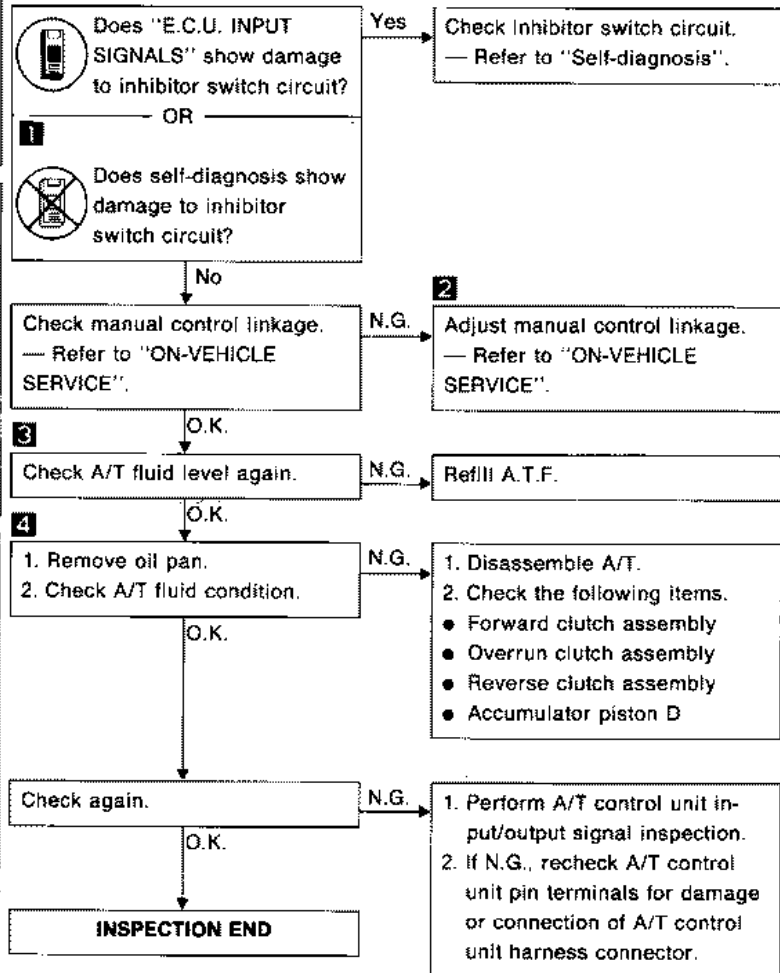 Does "E.C.U. INPUT
SIGNALS" show damage
to inhibitor switch circuit?
Yes
Check Inhibitor switch circuit.
— Refer to "Self-diagnosis".
OR
1
Does self-diagnosis show
damage to inhibitor
switch circuit?
No
Check manual control linkage.
— Refer to "ON-VEHICLE
SERVICE".
N.G.
2
Adjust manual control linkage.
— Refer to "ON-VEHICLE
SERVICE".
O.K.
3
Check A/T fluid level again.
N.G.
Refill A.T.F.
O.K.
4
1. Remove oil pan.
2. Check A/T fluid condition.
N.G.
1. Disassemble A/T.
2. Check the following items.
● Forward clutch assembly
● Overrun clutch assembly
● Reverse clutch assembly
● Accumulator piston D
O.K.
Check again.
N.G.
1. Perform A/T control unit in-
put/output signal inspection.
2. If N.G., recheck A/T control
unit pin terminals for damage
or connection of A/T control
unit harness connector.
O.K.
INSPECTION END